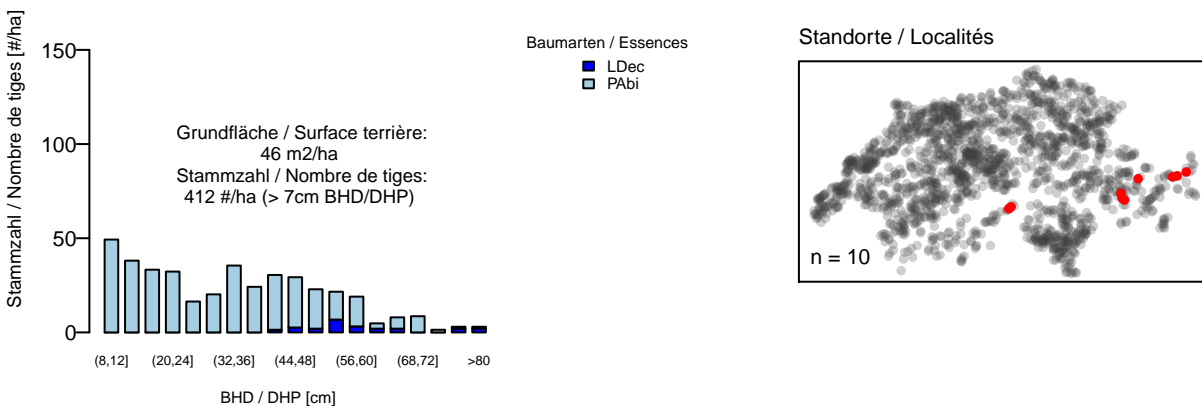 Stammzahl / Nombre de tiges [#/ha]
150
100
50
0
Grundfläche / Surface terrière:
46 m2/ha
Stammzahl / Nombre de tiges:
412 #/ha (> 7cm BHD/DHP)
(8,12]
(20,24]
(32,36]
(44,48]
(56,60]
(68,72]
>80
BHD / DHP [cm]
Baumarten / Essences
LDec
PAbi
Standorte / Localités
n = 10